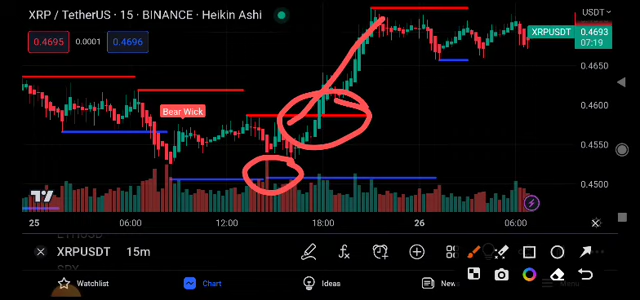 XRP / TetherUS · 15 · BINANCE · Heikin Ashi
USDT
0.4695
0.0001
0.4696
XRPUSDT
0.4693
07:19
0.4650
0.4600
Bear Wick
0.4550
0.4500
25
06:00
12:00
18:00
26
06:00
XRPUSDT
15m
Watchlist
Chart
Ideas
New
Menu